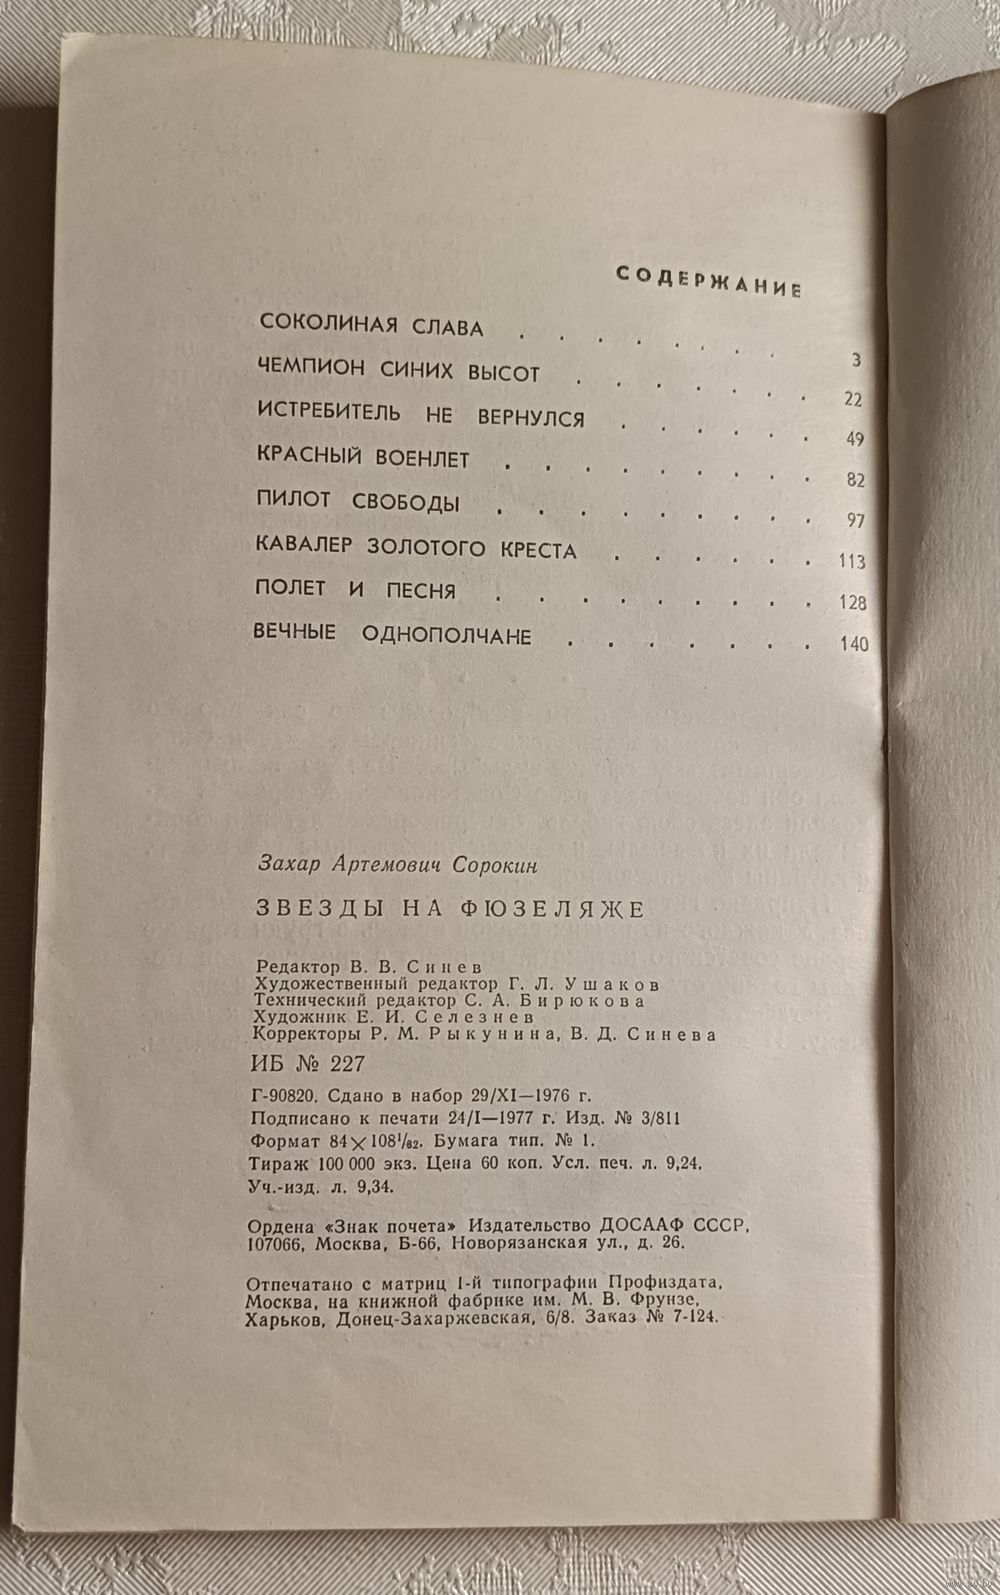 СОДЕРЖАНИЕ
СОКОЛИНАЯ СЛАВА . . . . . . . 3
ЧЕМПИОН СИНИХ ВЫСОТ . . . . . . . 22
ИСТРЕБИТЕЛЬ НЕ ВЕРНУЛСЯ . . . . . 49
КРАСНЫЙ ВОЕНЛЕТ . . . . . . . . 82
ПИЛОТ СВОБОДЫ . . . . . . . . 97
КАВАЛЕР ЗОЛОТОГО КРЕСТА . . . . . . 113
ПОЛЕТ И ПЕСНЯ . . . . . . . . 128
ВЕЧНЫЕ ОДНОПОЛЧАНЕ . . . . . . . 140
Захар Артемович Сорокин
ЗВЕЗДЫ НА ФЮЗЕЛЯЖЕ
Редактор В. В. Синев
Художественный редактор Г. Л. Ушаков
Технический редактор С. А. Бирюкова
Художник Е. И. Селезнев
Корректоры Р. М. Рыкунина, В. Д. Синева
ИБ № 227
Г-90820. Сдано в набор 29/XI—1976 г.
Подписано к печати 24/I—1977 г. Изд. № 3/811
Формат 84×108¹/₃₂. Бумага тип. № 1.
Тираж 100 000 экз. Цена 60 коп. Усл. печ. л. 9,24.
Уч.-изд. л. 9,34.
Ордена «Знак почета» Издательство ДОСААФ СССР,
107066, Москва, Б-66, Новорязанская ул., д. 26.
Отпечатано с матриц 1-й типографии Профиздата,
Москва, на книжной фабрике им. М. В. Фрунзе,
Харьков, Донец-Захаржевская, 6/8. Заказ № 7-124.